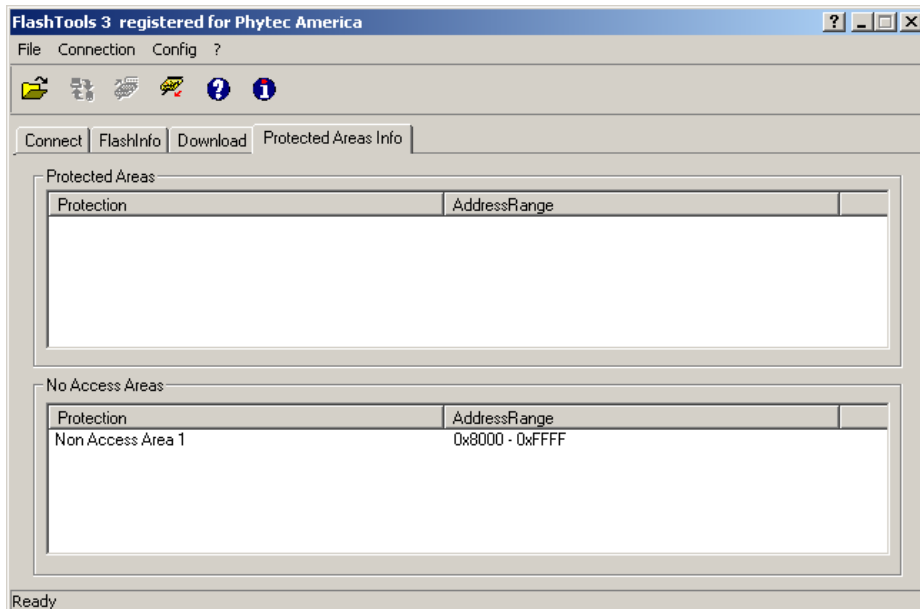 FlashTools 3 registered for Phytec America
File Connection Config ?
Connect FlashInfo Download Protected Areas Info
Protected Areas
Protection AddressRange
No Access Areas
Protection AddressRange
Non Access Area 1 0x8000 - 0xFFFF
Ready